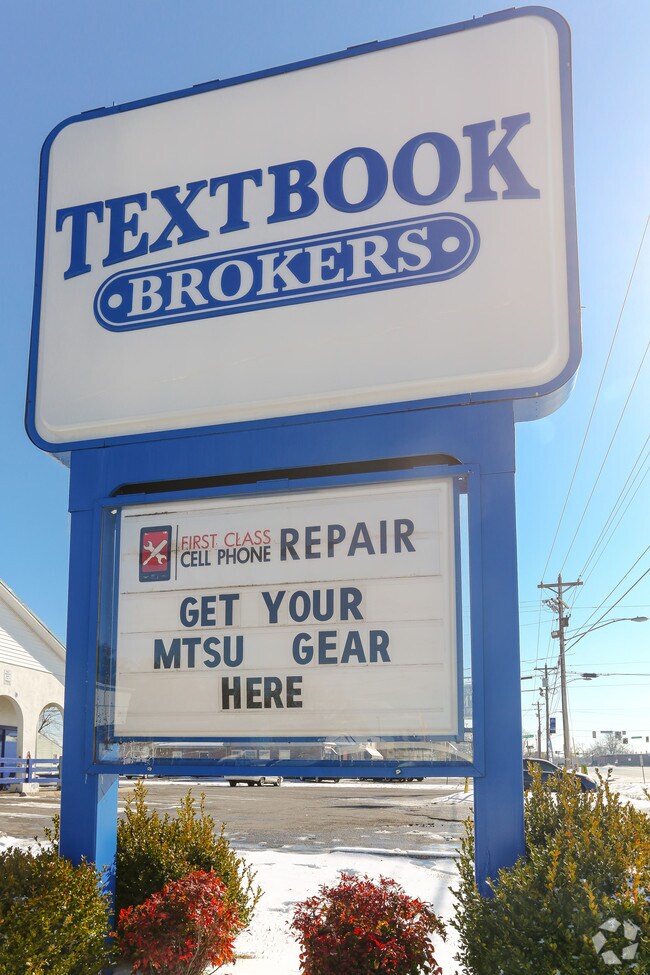 TEXTBOOK
• BROKERS •
FIRST CLASS
CELL PHONE REPAIR
GET YOUR
MTSU GEAR
HERE